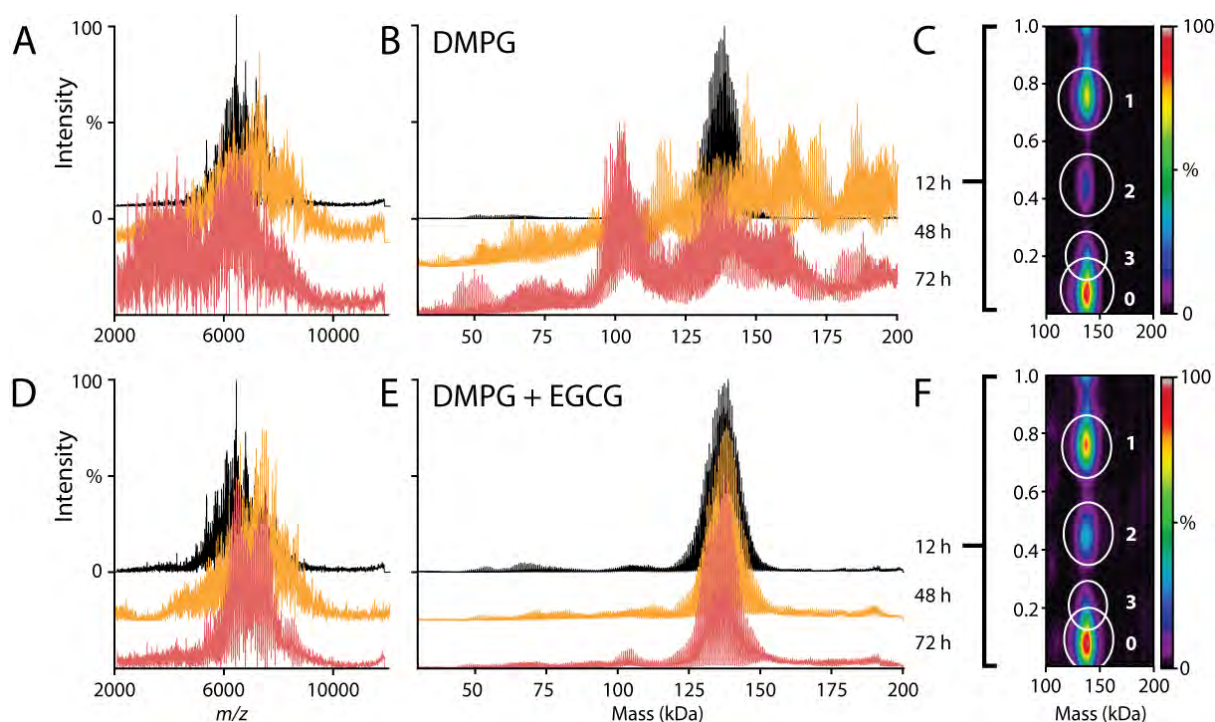 A
B
DMPG
C
100
Intensity
%
0
2000
6000
10000
50
75
100
125
150
175
200
12 h
48 h
72 h
1.0
0.8
0.6
0.4
0.2
1
2
3
0
100
150
200
100
%
0
D
E
DMPG + EGCG
F
100
Intensity
%
0
2000
6000
10000
m/z
50
75
100
125
150
175
200
Mass (kDa)
12 h
48 h
72 h
1.0
0.8
0.6
0.4
0.2
1
2
3
0
100
150
200
Mass (kDa)
100
%
0